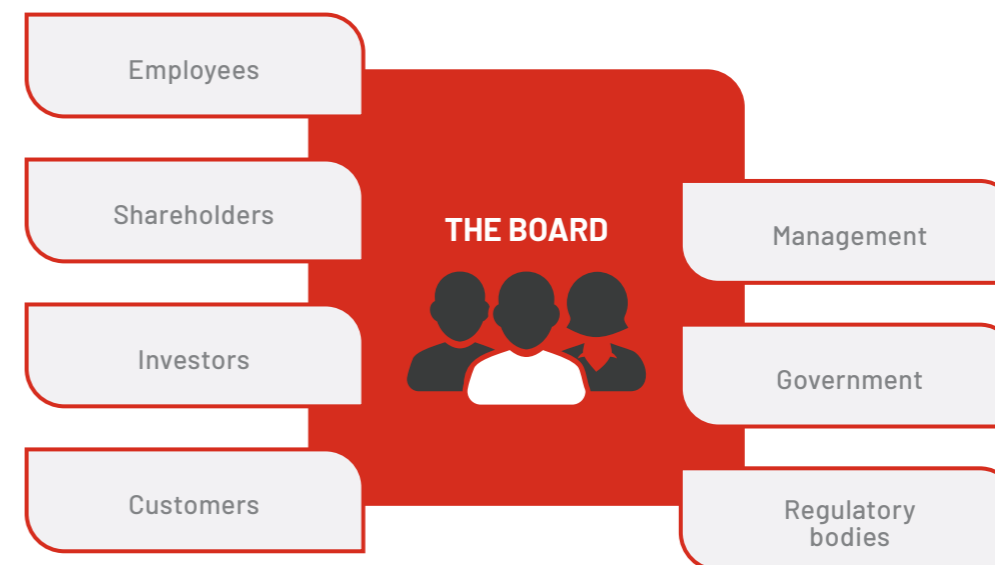 Employees
Shareholders
Investors
Customers
THE BOARD
Management
Government
Regulatory
bodies